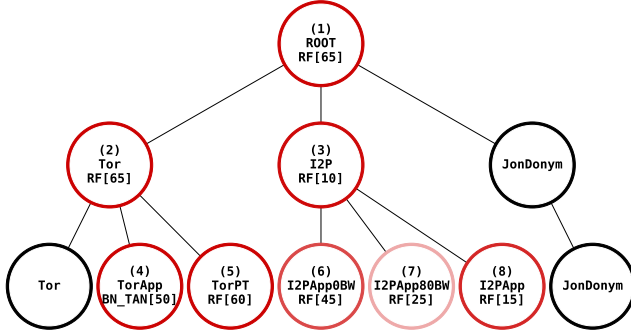 (1)
ROOT
RF[65]
(2)
Tor
RF[65]
(3)
I2P
RF[10]
JonDonym
Tor
(4)
TorApp
BN_TAN[50]
(5)
TorPT
RF[60]
(6)
I2PApp0BW
RF[45]
(7)
I2PApp80BW
RF[25]
(8)
I2PApp
RF[15]
JonDonym